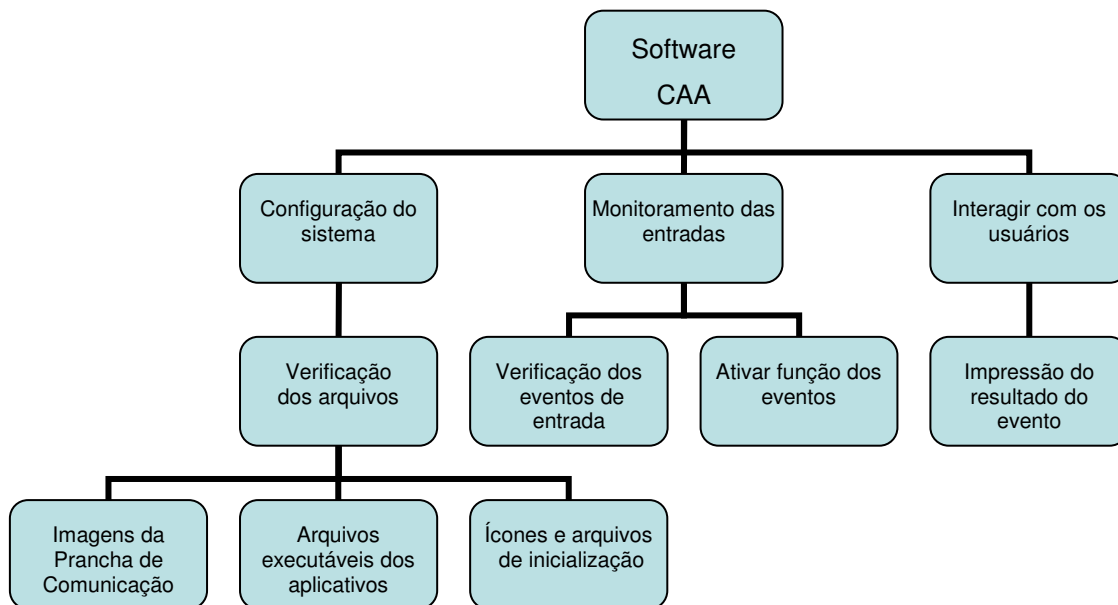 Software
CAA
Configuração do
sistema
Monitoramento das
entradas
Interagir com os
usuários
Verificação
dos arquivos
Verificação dos
eventos de
entrada
Ativar função dos
eventos
Impressão do
resultado do
evento
Imagens da
Prancha de
Comunicação
Arquivos
executáveis dos
aplicativos
Ícones e arquivos
de inicialização